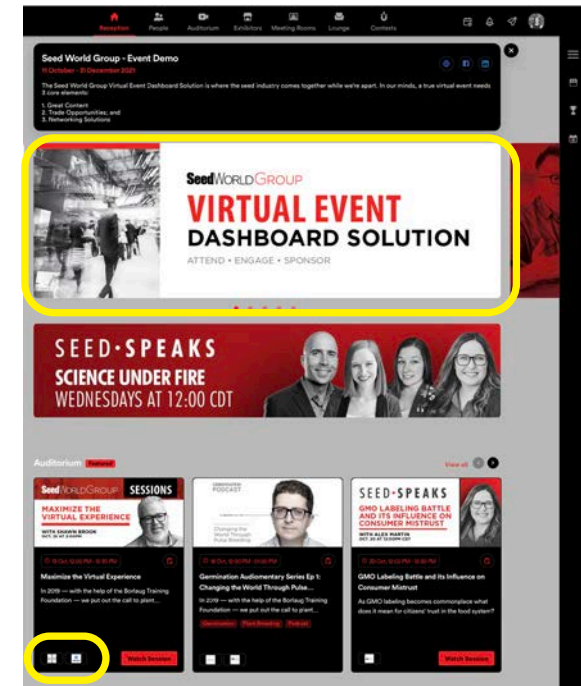 Reception People Auditorium Exhibitors Meeting Rooms Lounge Contests
Seed World Group - Event Demo
11 October - 31 December 2021
The Seed World Group Virtual Event Dashboard Solution is where the seed industry comes together while we're apart. In our minds, a true virtual event needs
3 core elements:
1. Great Content
2. Trade Opportunities; and
3. Networking Solutions
SeedWORLDGROUP
VIRTUAL EVENT
DASHBOARD SOLUTION
ATTEND • ENGAGE • SPONSOR
SEED·SPEAKS
SCIENCE UNDER FIRE
WEDNESDAYS AT 12:00 CDT
Auditorium Featured
View all
SeedWORLDGROUP SESSIONS
MAXIMIZE THE
VIRTUAL EXPERIENCE
WITH SHAWN BROOK
Maximize the Virtual Experience
In 2019 — with the help of the Borlaug Training
Foundation — we put out the call to plant...
Watch Session
GERMINATION
PODCAST
Changing the
World Through
Pulse Breeding
Germination Audiomentary Series Ep 1:
Changing the World Through Pulse...
In 2019 — with the help of the Borlaug Training
Foundation — we put out the call to plant...
Germination Plant Breeding Podcast
SEED·SPEAKS
GMO LABELING BATTLE
AND ITS INFLUENCE ON
CONSUMER MISTRUST
WITH ALEX MARTIN
GMO Labeling Battle and its Influence on
Consumer Mistrust
As GMO labeling becomes commonplace what
does it mean for citizens' trust in the food system?
Watch Session